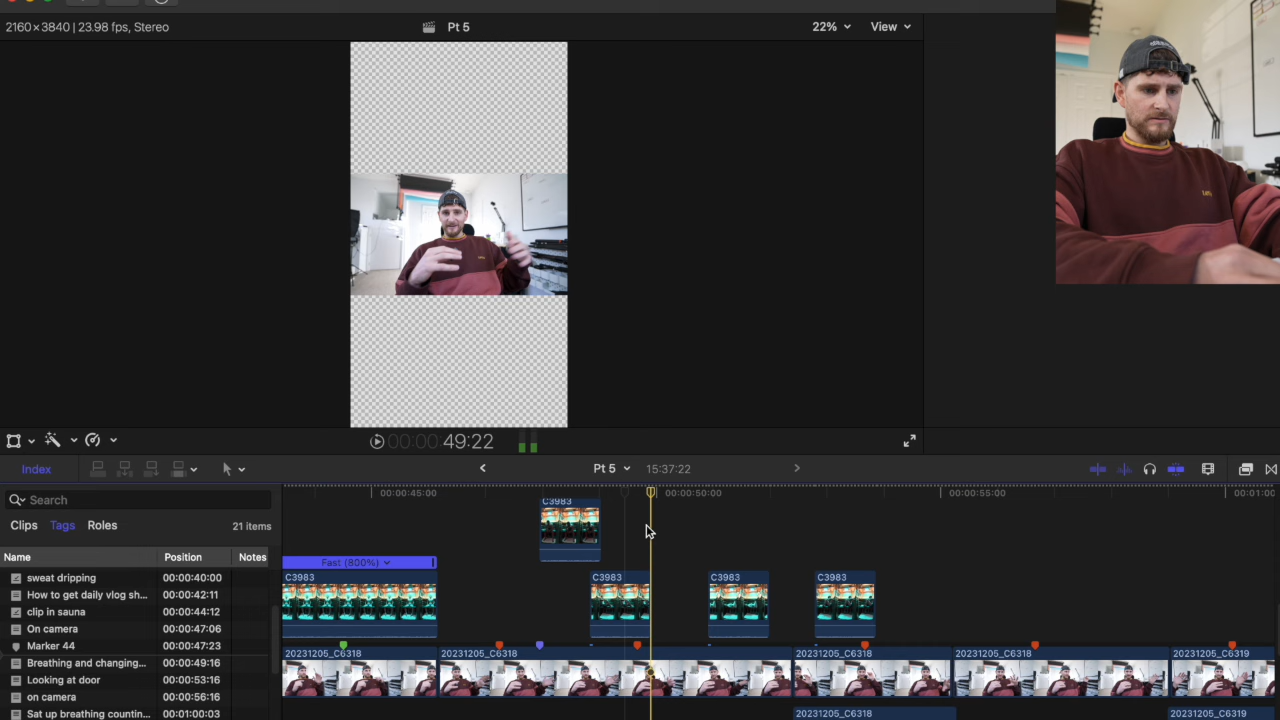 2160×3840 | 23.98 fps, Stereo
Pt 5
22%
View
00:00:49:22
Index
Pt 5
15:37:22
Search
Clips
Tags
Roles
21 items
Name
Position
Notes
sweat dripping
00:00:40:00
How to get daily vlog sh...
00:00:42:11
clip in sauna
00:00:44:12
On camera
00:00:47:06
Marker 44
00:00:47:23
Breathing and changing...
00:00:49:16
Looking at door
00:00:53:16
on camera
00:00:56:16
Sat up breathing countin...
00:01:00:03
00:00:45:00
00:00:50:00
00:00:55:00
00:01:00
C3983
Fast (800%)
C3983
C3983
C3983
C3983
20231205_C6318
20231205_C6318
20231205_C6318
20231205_C6318
20231205_C6319
20231205_C6318
20231205_C6319